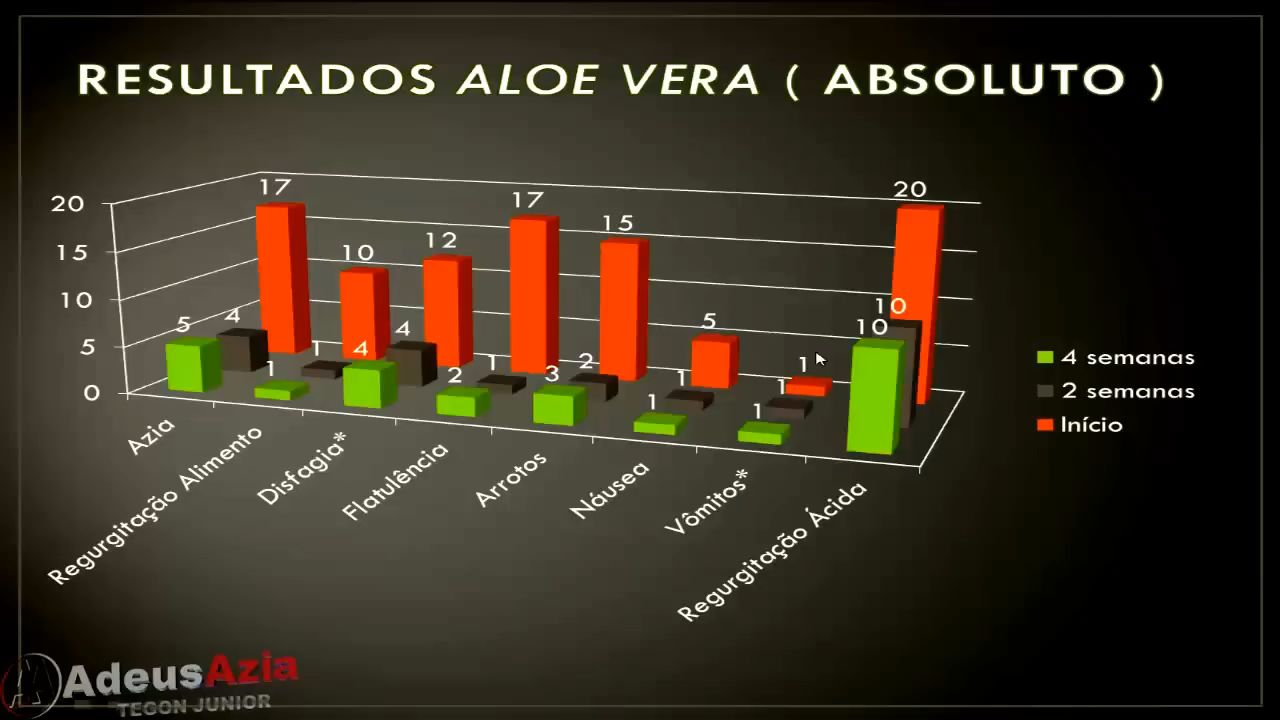 RESULTADOS ALOE VERA ( ABSOLUTO )
20
15
10
5
0
17
10
12
17
15
5
1
20
4
1
4
1
2
1
1
10
5
1
4
2
3
1
1
10
Azia
Regurgitação Alimento
Disfagia*
Flatulência
Arrotos
Náusea
Vômitos*
Regurgitação Ácida
4 semanas
2 semanas
Início
AdeusAzia
TEGON JUNIOR